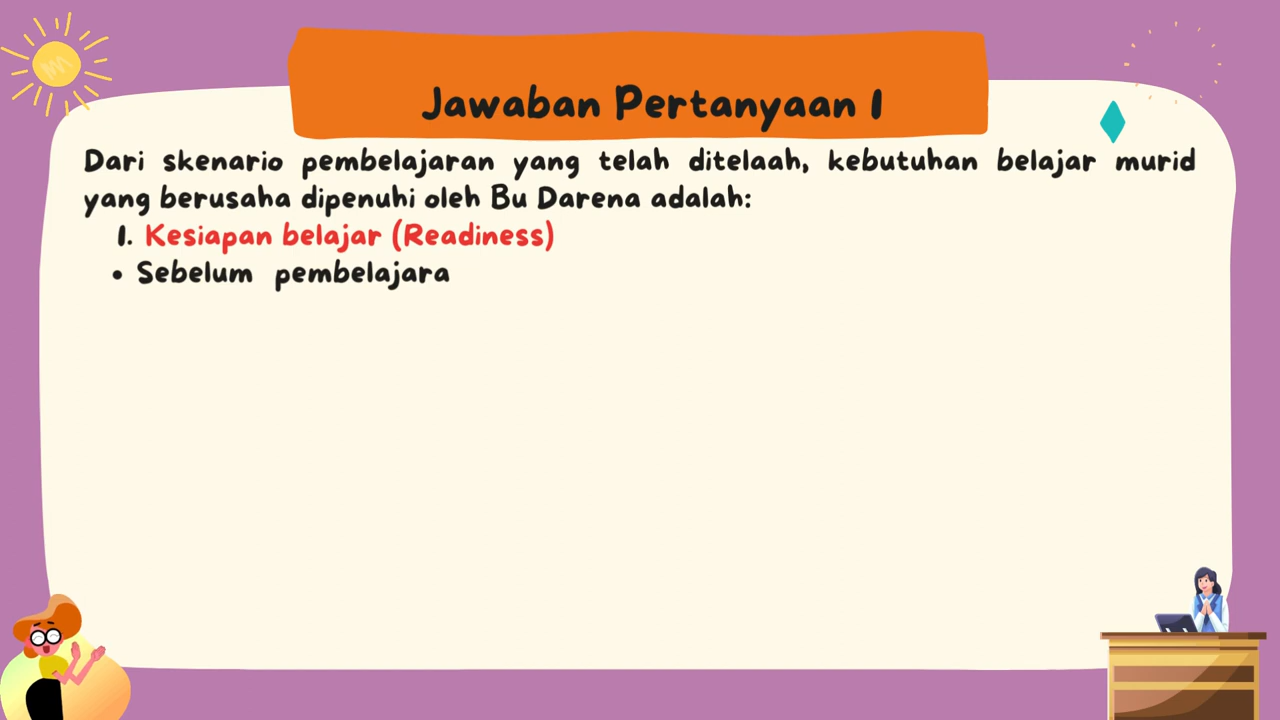 Jawaban Pertanyaan 1
Dari skenario pembelajaran yang telah ditelaah, kebutuhan belajar murid
yang berusaha dipenuhi oleh Bu Darena adalah:
1. Kesiapan belajar (Readiness)
• Sebelum pembelajara